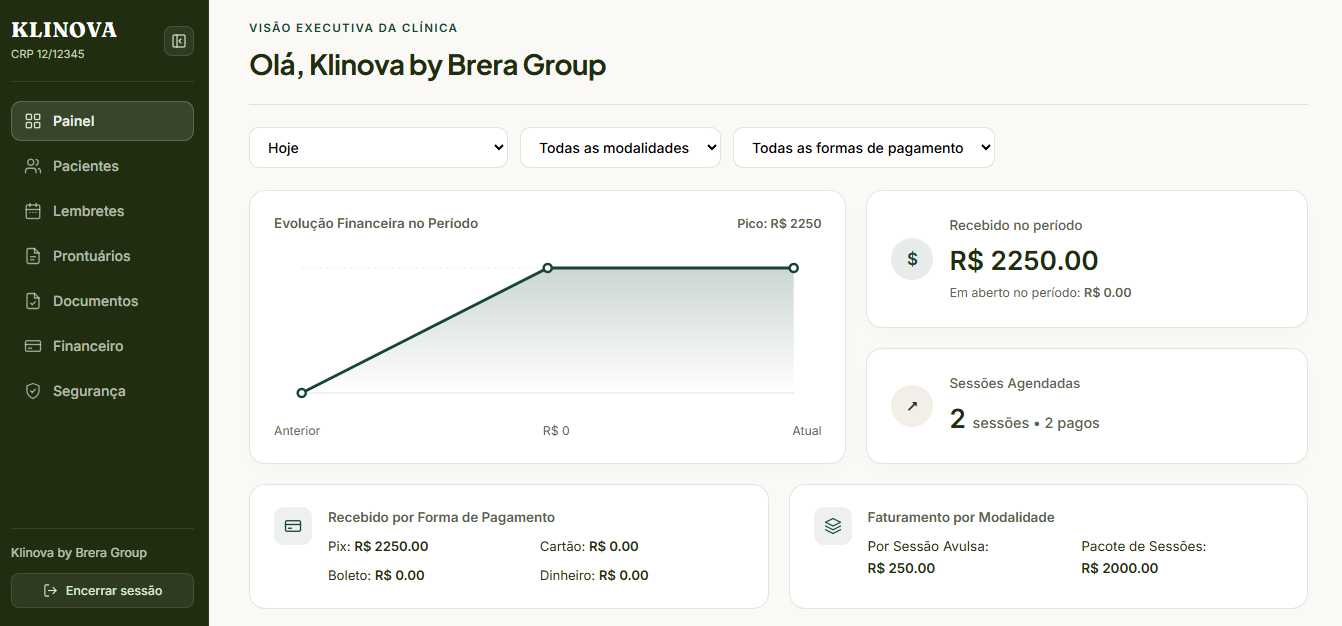 KLINOVA
CRP 12/12345
Painel
Pacientes
Lembretes
Prontuários
Documentos
Financeiro
Segurança
Klinova by Brera Group
Encerrar sessão
VISÃO EXECUTIVA DA CLÍNICA
Olá, Klinova by Brera Group
Hoje
Todas as modalidades
Todas as formas de pagamento
Evolução Financeira no Período
Pico: R$ 2250
Anterior
R$ 0
Atual
$
Recebido no período
R$ 2250.00
Em aberto no período: R$ 0.00
Sessões Agendadas
2 sessões • 2 pagos
Recebido por Forma de Pagamento
Pix: R$ 2250.00
Cartão: R$ 0.00
Boleto: R$ 0.00
Dinheiro: R$ 0.00
Faturamento por Modalidade
Por Sessão Avulsa:
R$ 250.00
Pacote de Sessões:
R$ 2000.00